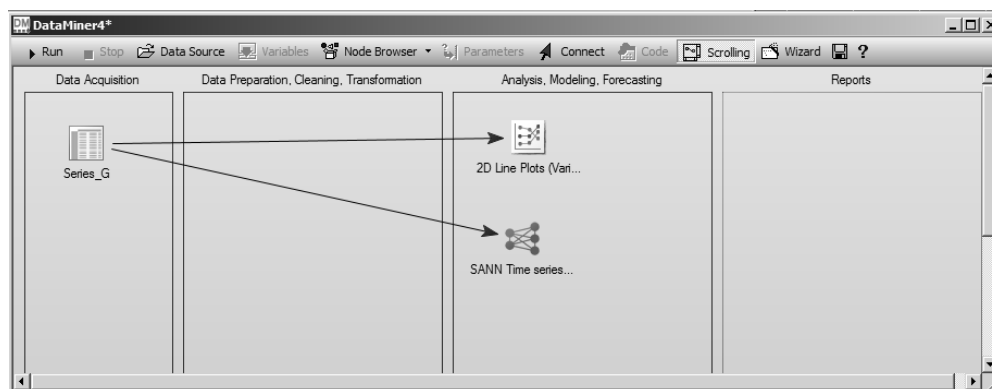 DM DataMiner4*
Run Stop Data Source Variables Node Browser Parameters Connect Code Scrolling Wizard ?
Data Acquisition Data Preparation, Cleaning, Transformation Analysis, Modeling, Forecasting Reports
Series_G
2D Line Plots (Vari...
SANN Time series...